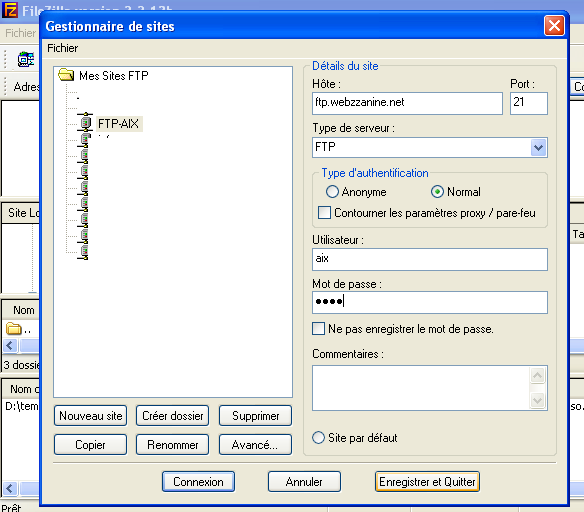 FileZilla version 2.2.12b
Gestionnaire de sites
Fichier
Fichier
Adres
Mes Sites FTP
FTP-AIX
Détails du site
Hôte :
Port :
ftp.webzzanine.net
21
Type de serveur :
FTP
Type d'authentification
Anonyme
Normal
Contourner les paramètres proxy / pare-feu
Utilisateur :
aix
Mot de passe :
●●●●
Ne pas enregistrer le mot de passe.
Commentaires :
Site par défaut
Nouveau site
Créer dossier
Supprimer
Copier
Renommer
Avancé...
Connexion
Annuler
Enregistrer et Quitter
Site Lo
Ta
Nom
..
3 dossie
Nom d
D:\tem
so.
Prêt